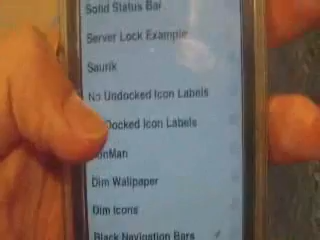 Solid Status Bar
Server Lock Example
Saurik
No Undocked Icon Labels
Docked Icon Labels
Man
Dim Wallpaper
Dim Icons
Black Navigation Bars